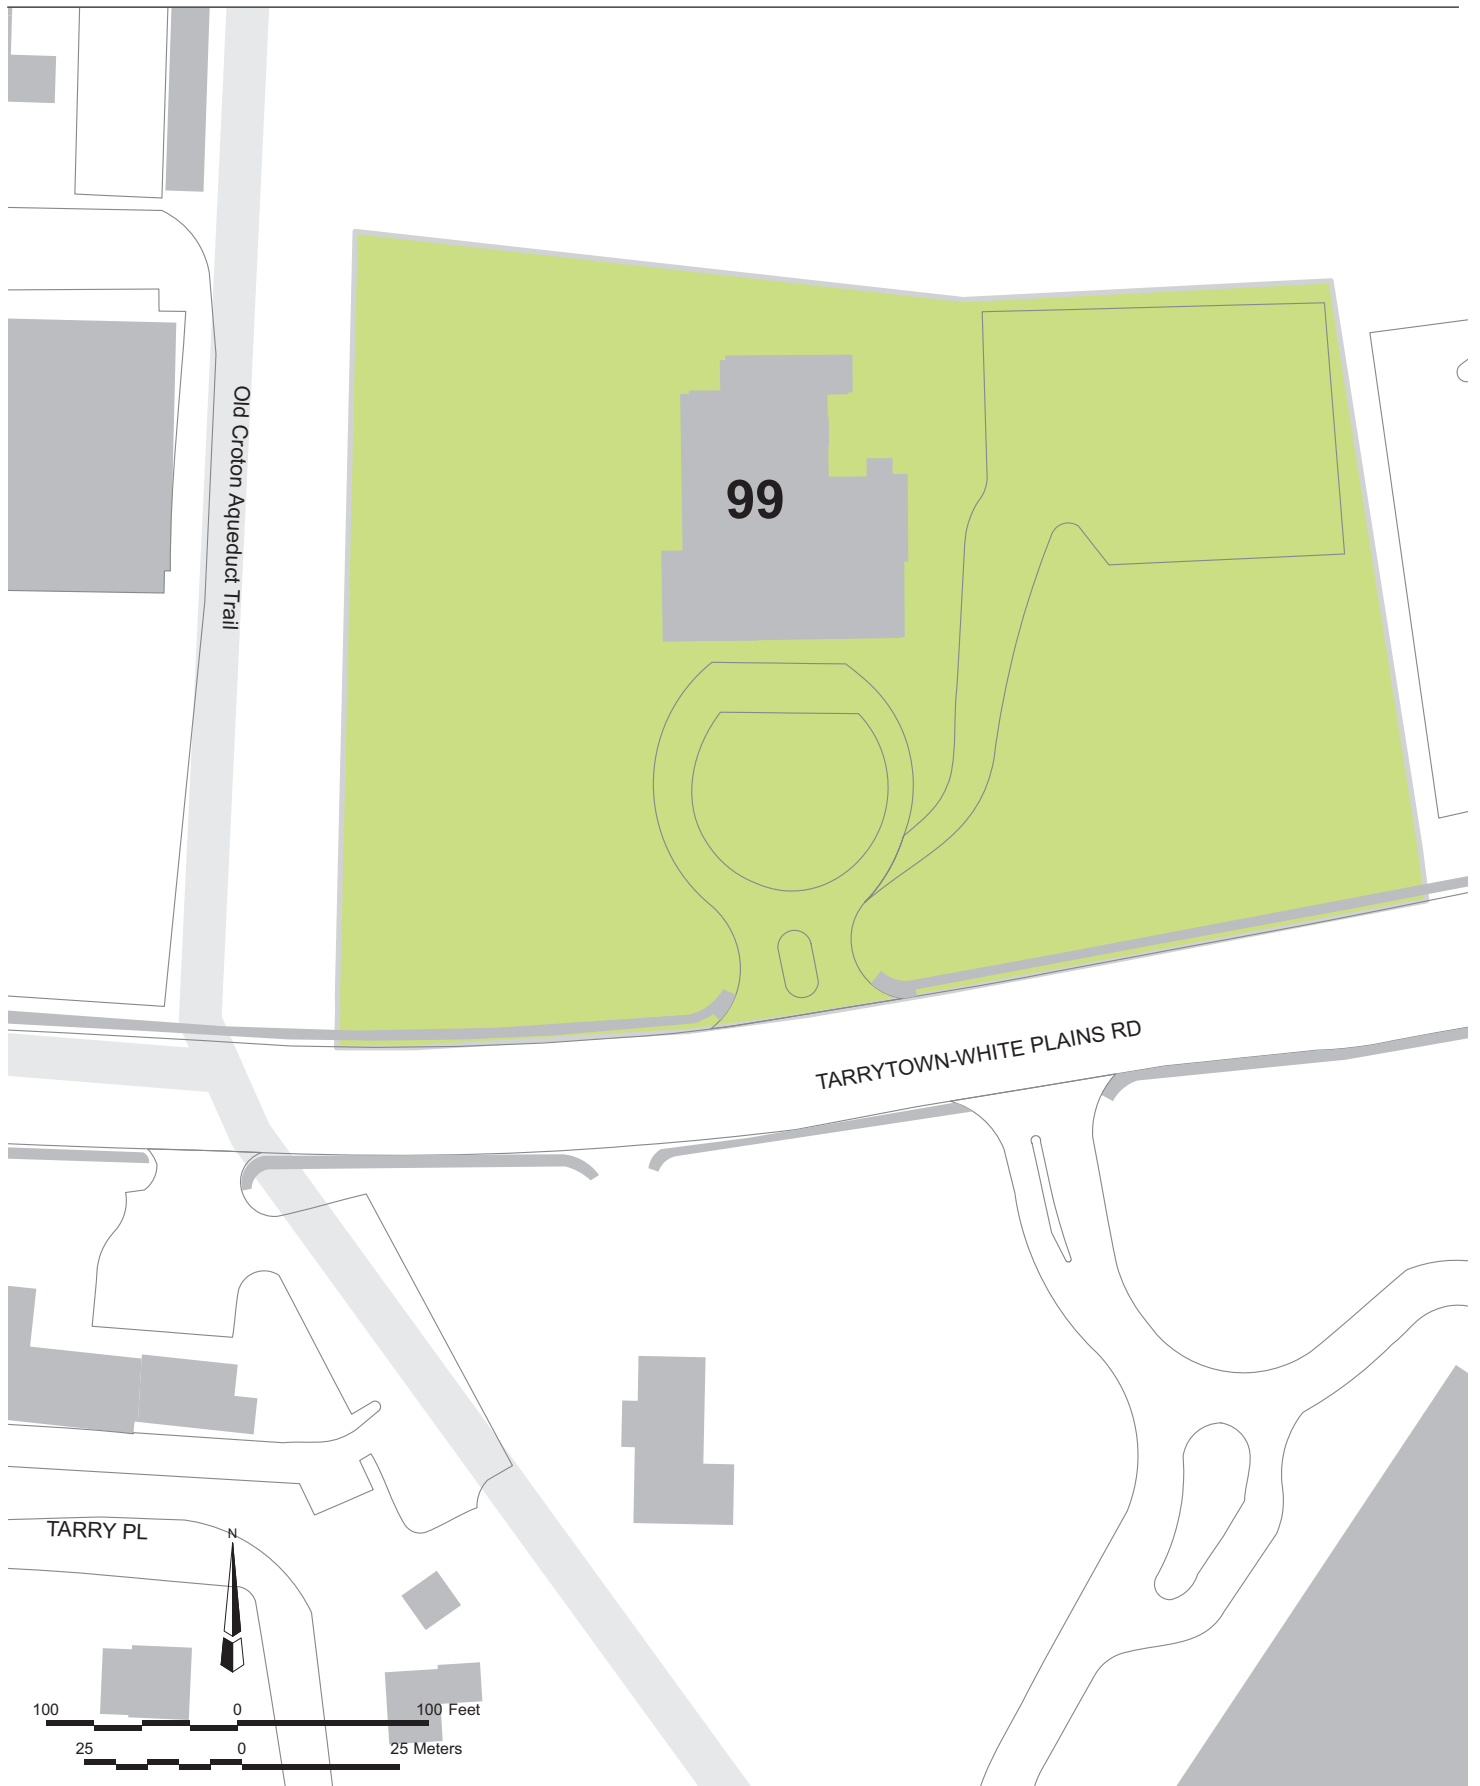 Old Croton Aqueduct Trail
99
TARRYTOWN-WHITE PLAINS RD
TARRY PL
N
100 0 100 Feet
25 0 25 Meters